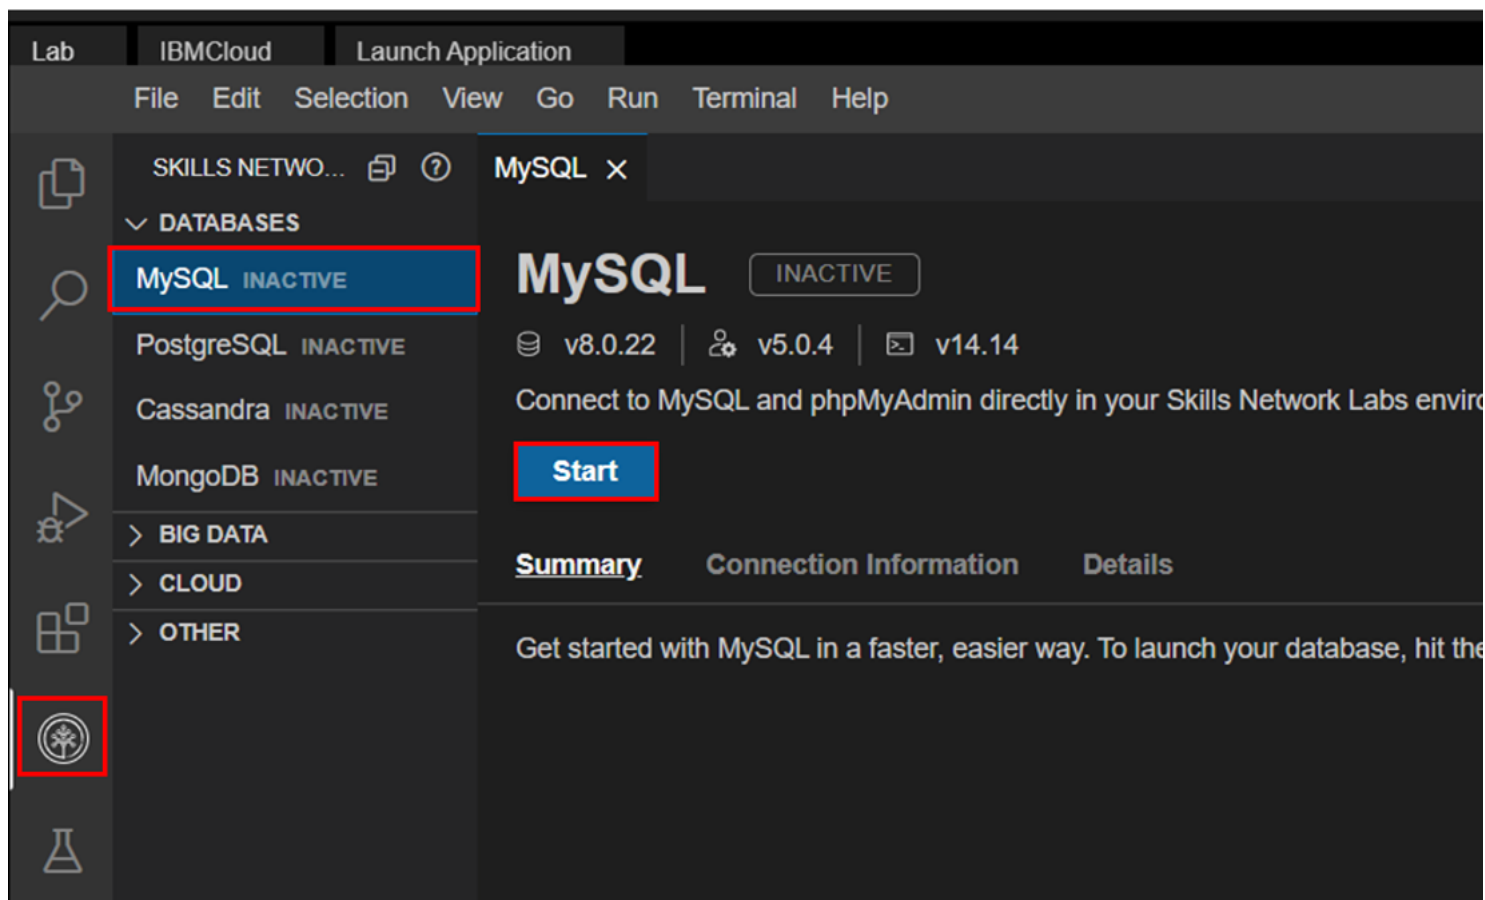 Lab IBMCloud Launch Application
File Edit Selection View Go Run Terminal Help
SKILLS NETWO...
MySQL
DATABASES
MySQL INACTIVE
PostgreSQL INACTIVE
Cassandra INACTIVE
MongoDB INACTIVE
BIG DATA
CLOUD
OTHER
MySQL INACTIVE
v8.0.22 v5.0.4 v14.14
Connect to MySQL and phpMyAdmin directly in your Skills Network Labs enviro
Start
Summary Connection Information Details
Get started with MySQL in a faster, easier way. To launch your database, hit the